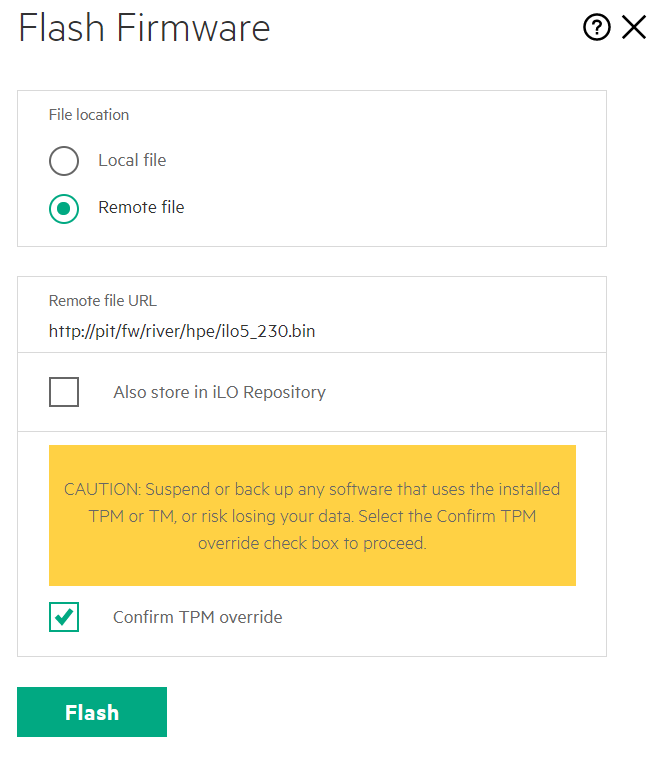 Flash Firmware
File location
Local file
Remote file
Remote file URL
http://pit/fw/river/hpe/ilo5_230.bin
Also store in iLO Repository
CAUTION: Suspend or back up any software that uses the installed
TPM or TM, or risk losing your data. Select the Confirm TPM
override check box to proceed.
Confirm TPM override
Flash